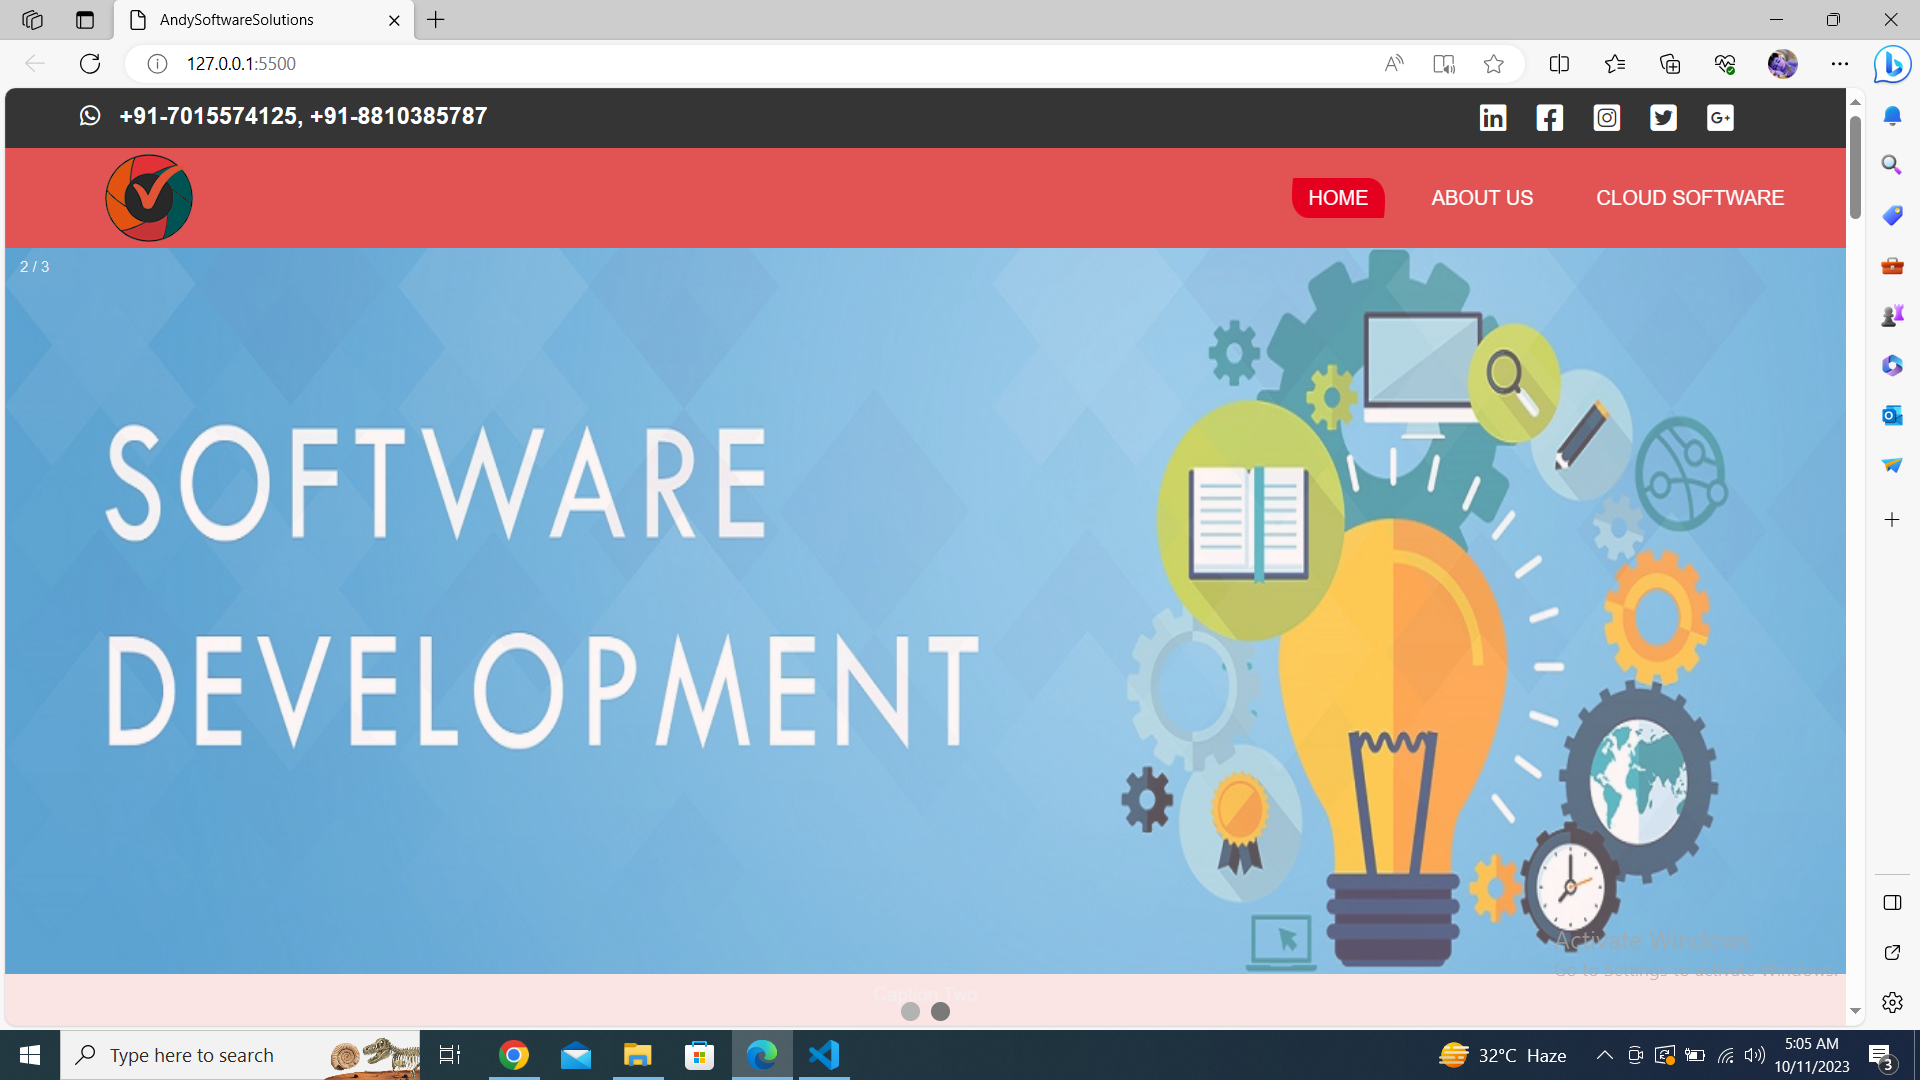 AndySoftwareSolutions
127.0.0.1:5500
+91-7015574125, +91-8810385787
HOME
ABOUT US
CLOUD SOFTWARE
2 / 3
SOFTWARE
DEVELOPMENT
Activate Windows
Go to Settings to activate Windows.
Caption Two
Type here to search
32°C Haze
5:05 AM
10/11/2023
3